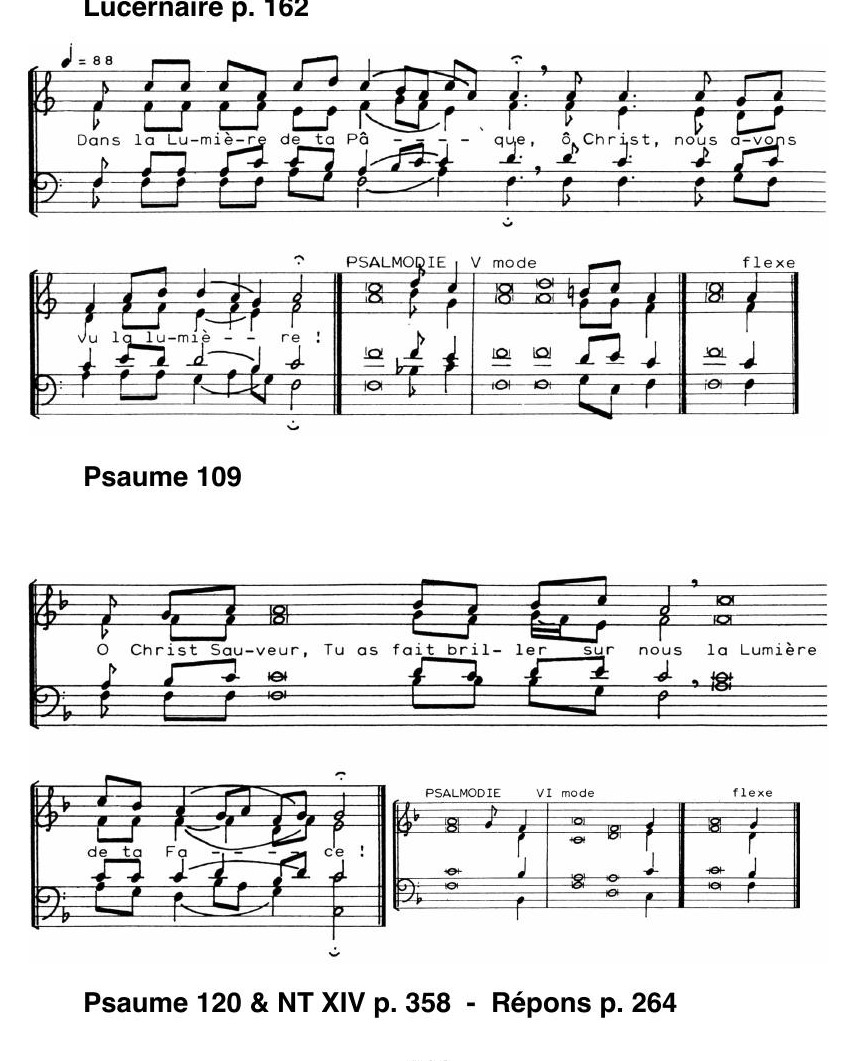 Lucernaire p. 162
♩ = 88
Dans la Lu-miè-re de ta Pâ - - - - que, ô Christ, nous a-vons
PSALMODIE V mode flexe
vu la lu-miè - - re !
Psaume 109
O Christ Sau-veur, Tu as fait bril- ler sur nous la Lumière
PSALMODIE VI mode flexe
de ta Fa - - - - ce !
Psaume 120 & NT XIV p. 358 - Répons p. 264